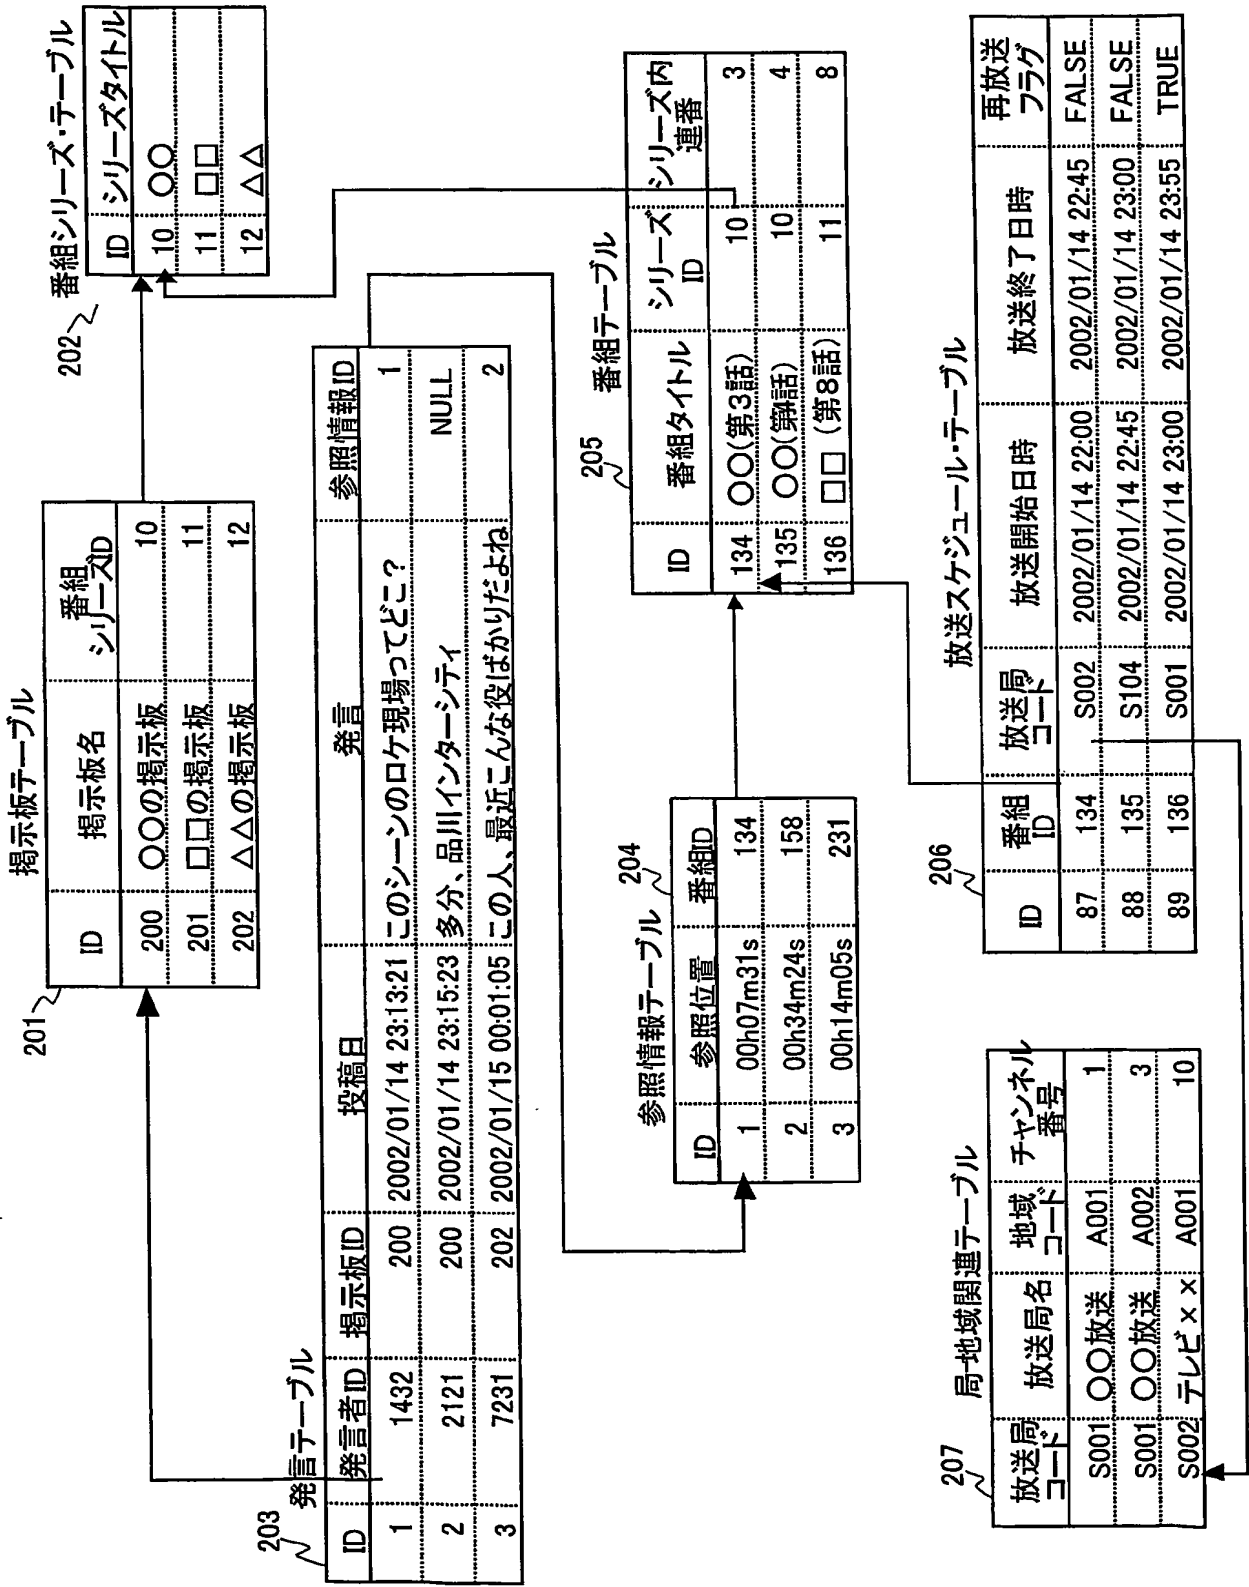 掲示板テーブル
201
ID 掲示板名 番組シリーズID
200 〇〇の掲示板 10
201 □□の掲示板 11
202 △△の掲示板 12
番組シリーズ・テーブル
202
ID シリーズタイトル
10 〇〇
11 □□
12 △△
発言テーブル
203
ID 発言者ID 掲示板ID 投稿日 発言 参照情報ID
1 1432 200 2002/01/14 23:13:21 このシーンのロケ現場ってどこ？ 1
2 2121 200 2002/01/14 23:15:23 多分、品川インターシティ NULL
3 7231 202 2002/01/15 00:01:05 この人、最近こんな役ばかりだよね 2
参照情報テーブル
204
ID 参照位置 番組ID
1 00h07m31s 134
2 00h34m24s 158
3 00h14m05s 231
番組テーブル
205
ID 番組タイトル シリーズID シリーズ内連番
134 〇〇(第3話) 10 3
135 〇〇(第4話) 10 4
136 □□ (第8話) 11 8
局-地域関連テーブル
207
放送局コード 放送局名 地域コード チャンネル番号
S001 〇〇放送 A001 1
S001 〇〇放送 A002 3
S002 テレビ×× A001 10
放送スケジュール・テーブル
206
ID 番組ID 放送局コード 放送開始日時 放送終了日時 再放送フラグ
87 134 S002 2002/01/14 22:00 2002/01/14 22:45 FALSE
88 135 S104 2002/01/14 22:45 2002/01/14 23:00 FALSE
89 136 S001 2002/01/14 23:00 2002/01/14 23:55 TRUE